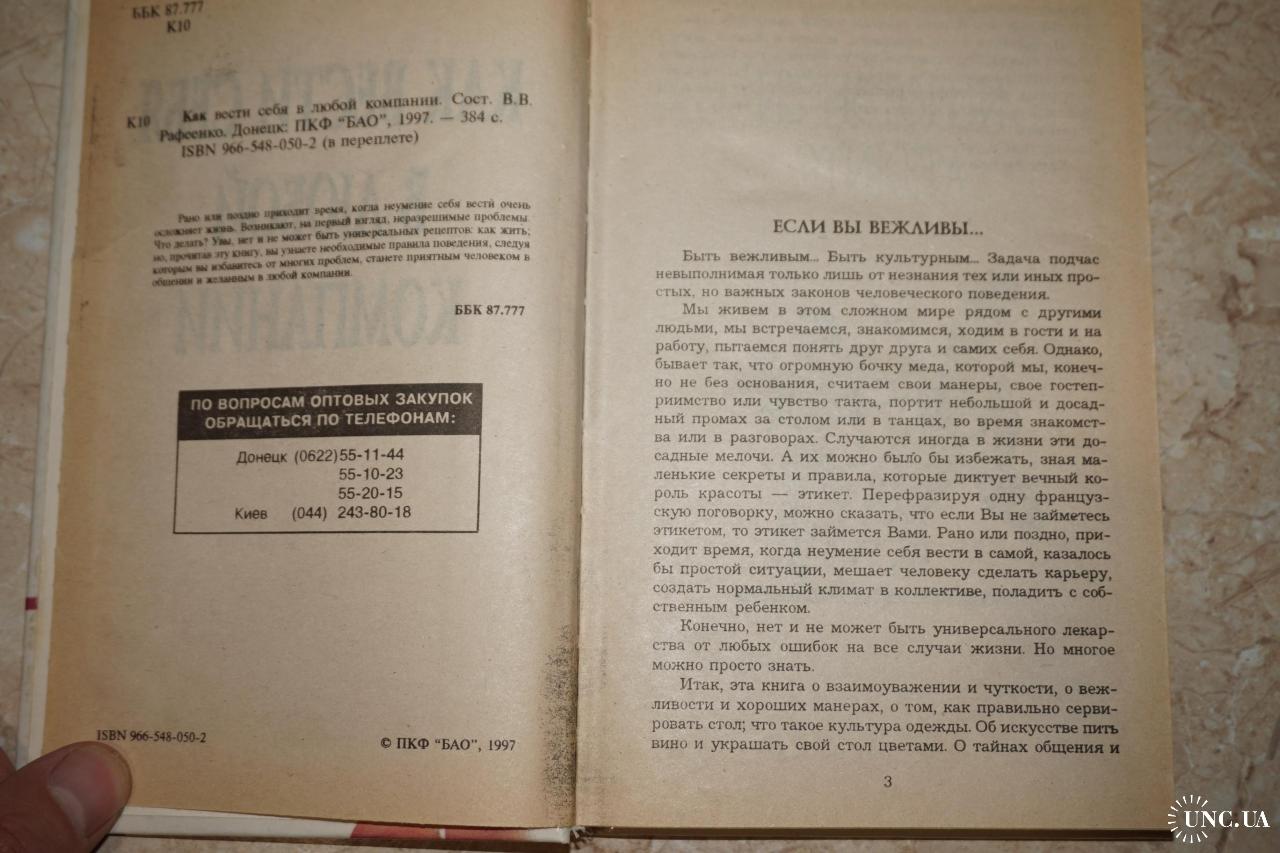 ББК 87.777
К10
Как вести себя в любой компании. Сост. В.В.
К10 Рафеенко. Донецк: ПКФ “БАО”, 1997. — 384 с.
ISBN 966-548-050-2 (в переплете)
Рано или поздно приходит время, когда неумение себя вести очень
осложняет жизнь. Возникают, на первый взгляд, неразрешимые проблемы.
Что делать? Увы, нет и не может быть универсальных рецептов: как жить;
но, прочитав эту книгу, вы узнаете необходимые правила поведения, следуя
которым вы избавитесь от многих проблем, станете приятным человеком в
общении и желанным в любой компании.
ББК 87.777
ПО ВОПРОСАМ ОПТОВЫХ ЗАКУПОК
ОБРАЩАТЬСЯ ПО ТЕЛЕФОНАМ:
Донецк (0622)55-11-44
55-10-23
55-20-15
Киев (044) 243-80-18
ISBN 966-548-050-2
© ПКФ “БАО”, 1997
ЕСЛИ ВЫ ВЕЖЛИВЫ...
Быть вежливым... Быть культурным... Задача подчас
невыполнимая только лишь от незнания тех или иных про-
стых, но важных законов человеческого поведения.
Мы живем в этом сложном мире рядом с другими
людьми, мы встречаемся, знакомимся, ходим в гости и на
работу, пытаемся понять друг друга и самих себя. Однако,
бывает так, что огромную бочку меда, которой мы, конеч-
но не без основания, считаем свои манеры, свое гостеп-
риимство или чувство такта, портит небольшой и досад-
ный промах за столом или в танцах, во время знакомст-
ва или в разговорах. Случаются иногда в жизни эти до-
садные мелочи. А их можно было бы избежать, зная ма-
ленькие секреты и правила, которые диктует вечный ко-
роль красоты — этикет. Перефразируя одну француз-
скую поговорку, можно сказать, что если Вы не займетесь
этикетом, то этикет займется Вами. Рано или поздно, при-
ходит время, когда неумение себя вести в самой, казалось
бы простой ситуации, мешает человеку сделать карьеру,
создать нормальный климат в коллективе, поладить с соб-
ственным ребенком.
Конечно, нет и не может быть универсального лекар-
ства от любых ошибок на все случаи жизни. Но многое
можно просто знать.
Итак, эта книга о взаимоуважении и чуткости, о веж-
ливости и хороших манерах, о том, как правильно серви-
ровать стол; что такое культура одежды. Об искусстве пить
вино и украшать свой стол цветами. О тайнах общения и
3
UNC.UA